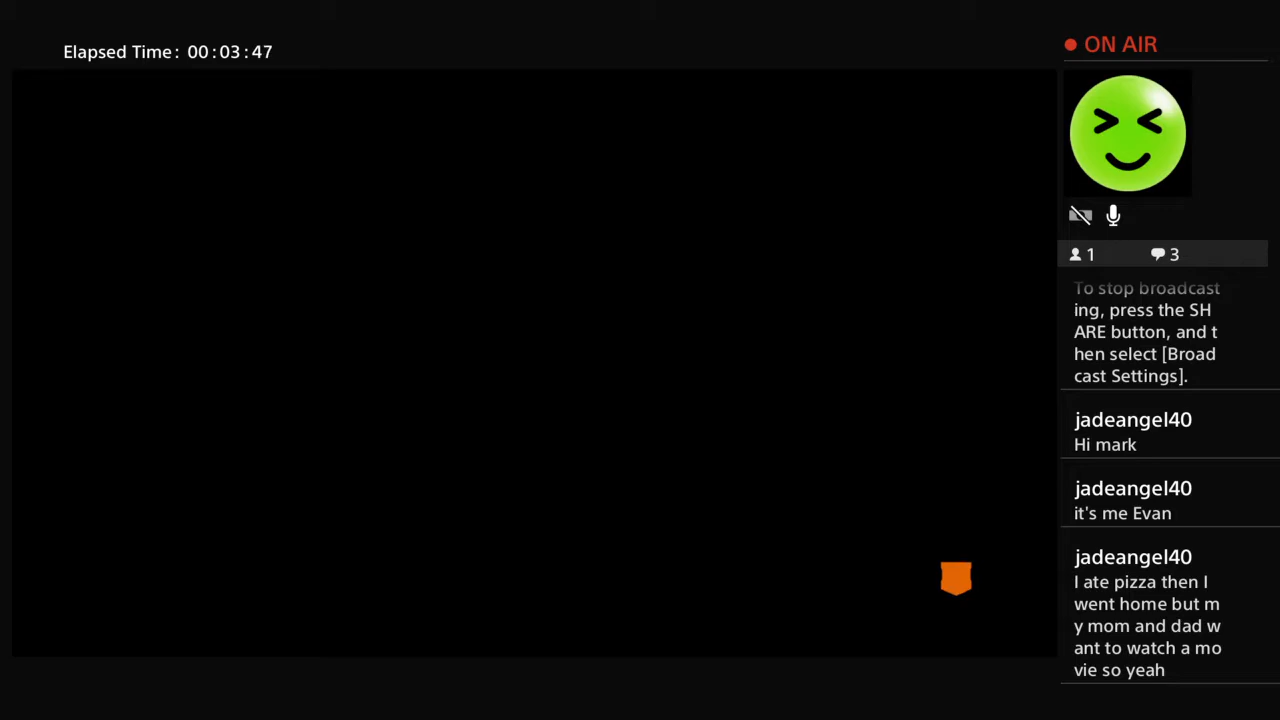 Elapsed Time: 00:03:47
ON AIR
1 3
To stop broadcast
ing, press the SH
ARE button, and t
hen select [Broad
cast Settings].
jadeangel40
Hi mark
jadeangel40
it's me Evan
jadeangel40
I ate pizza then I
went home but m
y mom and dad w
ant to watch a mo
vie so yeah